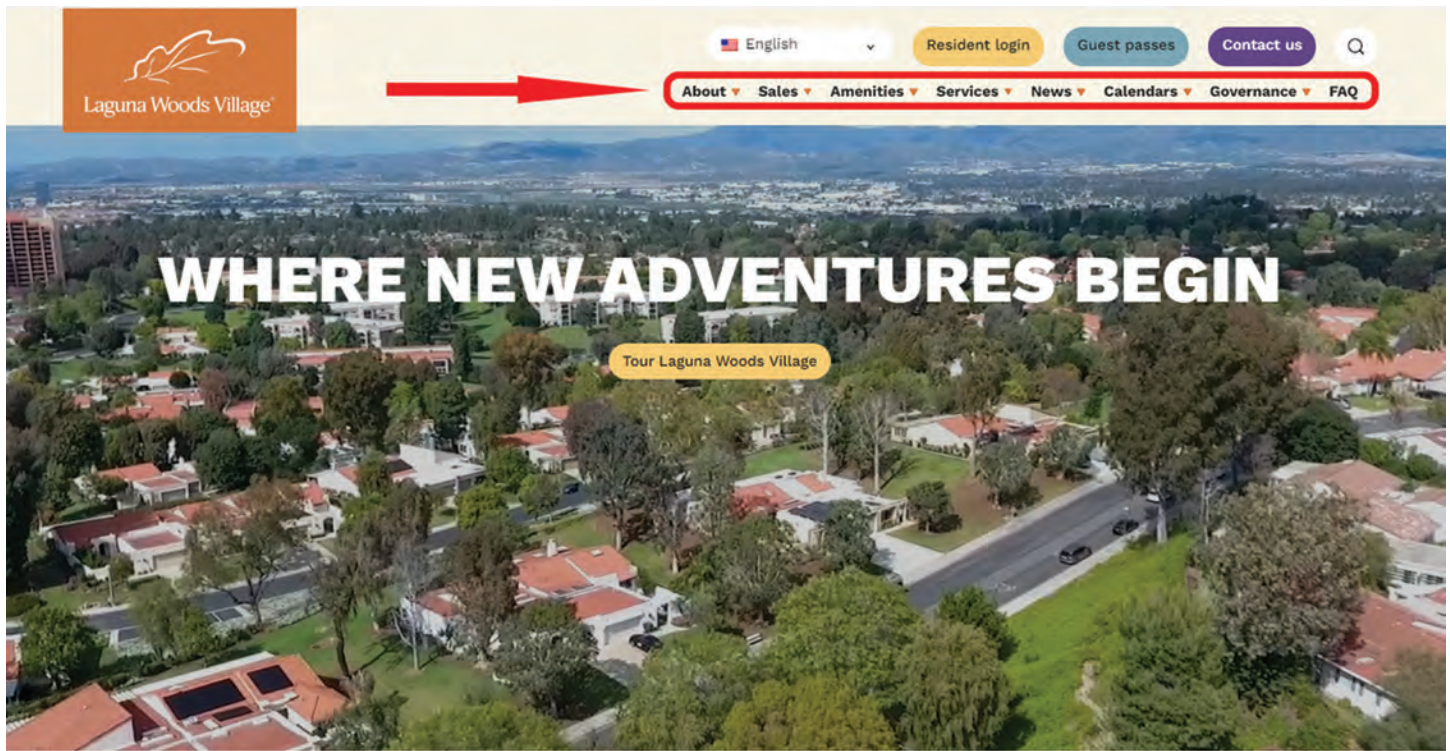 Laguna Woods Village®
English
Resident login
Guest passes
Contact us
About
Sales
Amenities
Services
News
Calendars
Governance
FAQ
WHERE NEW ADVENTURES BEGIN
Tour Laguna Woods Village